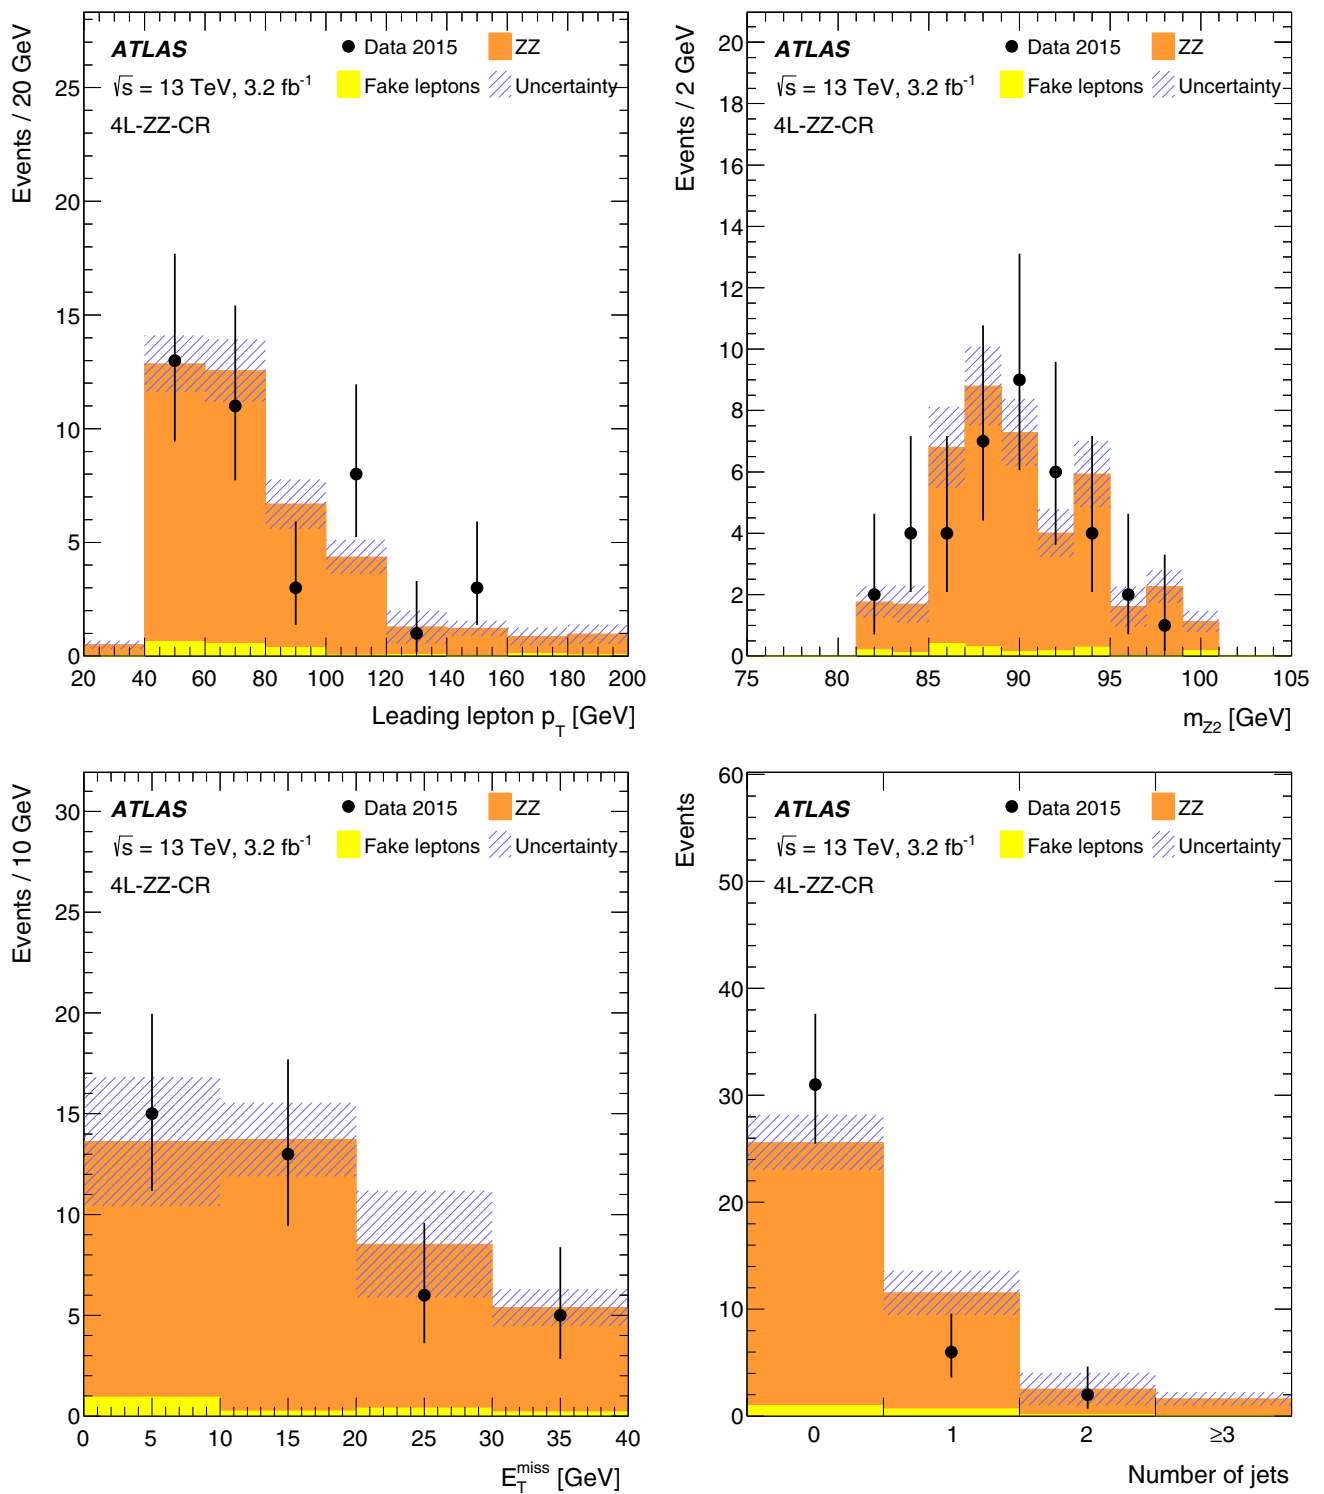 Events / 20 GeV
ATLAS
√s = 13 TeV, 3.2 fb⁻¹
4L-ZZ-CR
Data 2015
ZZ
Fake leptons
Uncertainty
25
20
15
10
5
0
20 40 60 80 100 120 140 160 180 200
Leading lepton p_T [GeV]
Events / 2 GeV
ATLAS
√s = 13 TeV, 3.2 fb⁻¹
4L-ZZ-CR
Data 2015
ZZ
Fake leptons
Uncertainty
20
18
16
14
12
10
8
6
4
2
0
75 80 85 90 95 100 105
m_Z2 [GeV]
Events / 10 GeV
ATLAS
√s = 13 TeV, 3.2 fb⁻¹
4L-ZZ-CR
Data 2015
ZZ
Fake leptons
Uncertainty
30
25
20
15
10
5
0
0 5 10 15 20 25 30 35 40
E_T^miss [GeV]
Events
ATLAS
√s = 13 TeV, 3.2 fb⁻¹
4L-ZZ-CR
Data 2015
ZZ
Fake leptons
Uncertainty
60
50
40
30
20
10
0
0 1 2 ≥3
Number of jets